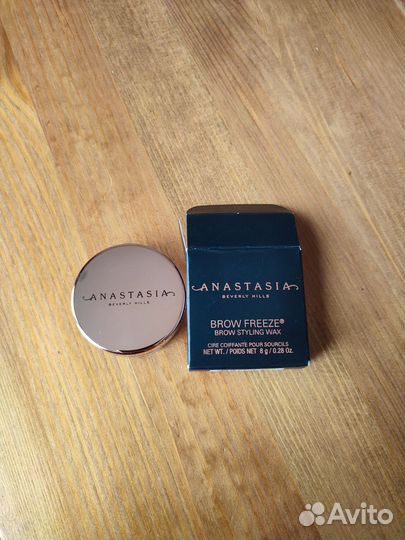 ANASTASIA
BEVERLY HILLS
ANASTASIA
BEVERLY HILLS
BROW FREEZE®
BROW STYLING WAX
CIRE COIFFANTE POUR SOURCILS
NET WT. / POIDS NET 8 g / 0.28 Oz.
Avito